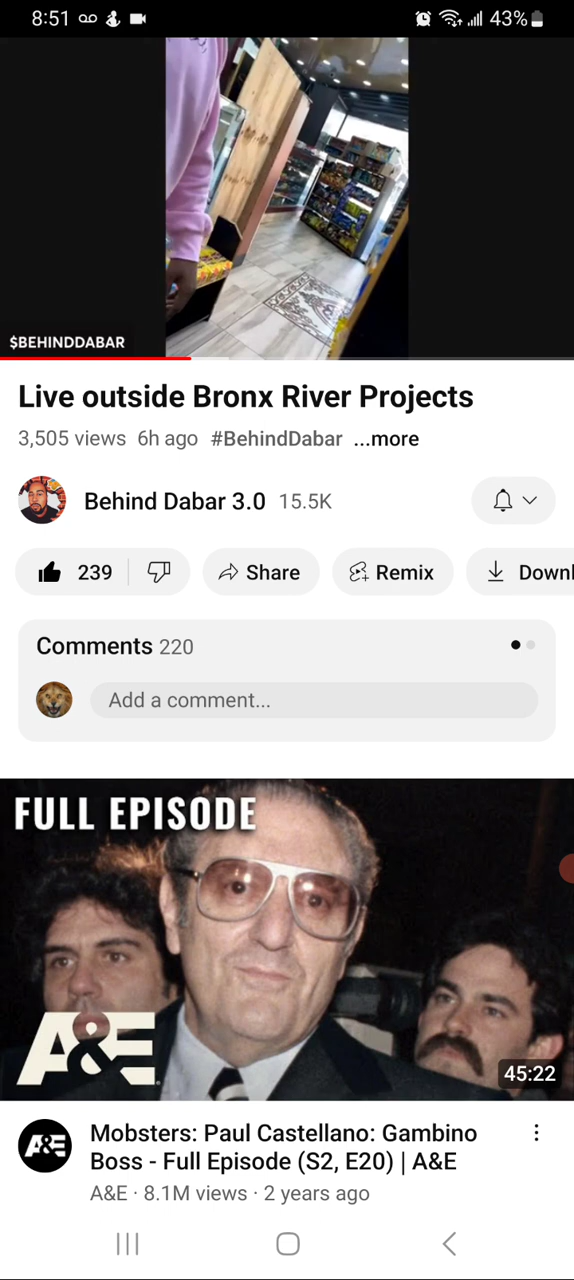 8:51
43%
$BEHINDDABAR
Live outside Bronx River Projects
3,505 views 6h ago #BehindDabar ...more
Behind Dabar 3.0 15.5K
239
Share
Remix
Downl
Comments 220
Add a comment...
FULL EPISODE
A&E
45:22
A&E
Mobsters: Paul Castellano: Gambino
Boss - Full Episode (S2, E20) | A&E
A&E · 8.1M views · 2 years ago